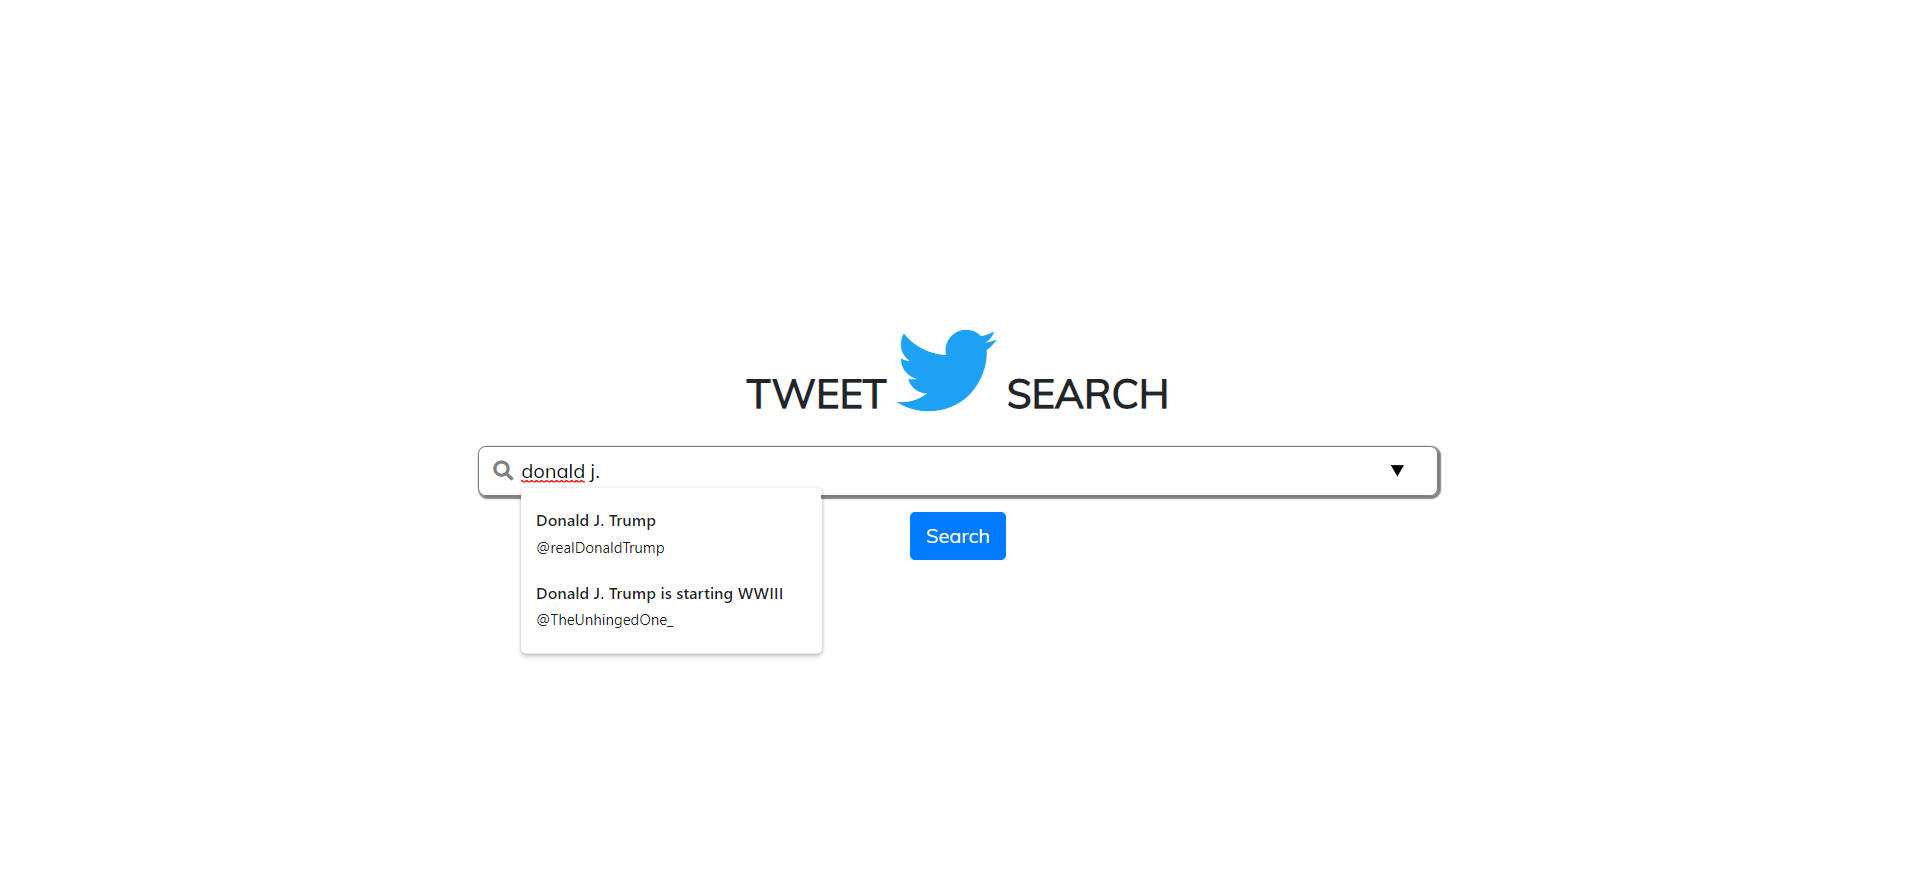 TWEET SEARCH
donald j.
Donald J. Trump
@realDonaldTrump
Search
Donald J. Trump is starting WWIII
@TheUnhingedOne_